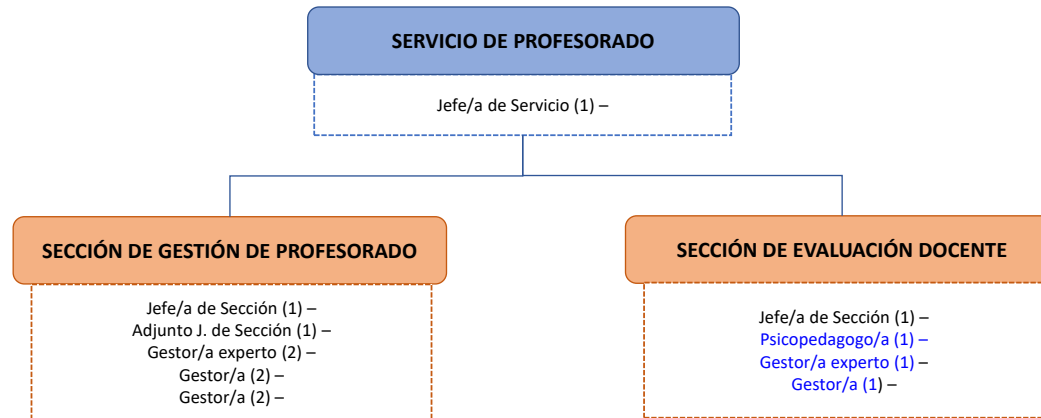 SERVICIO DE PROFESORADO
Jefe/a de Servicio (1) –
SECCIÓN DE GESTIÓN DE PROFESORADO
Jefe/a de Sección (1) –
Adjunto J. de Sección (1) –
Gestor/a experto (2) –
Gestor/a (2) –
Gestor/a (2) –
SECCIÓN DE EVALUACIÓN DOCENTE
Jefe/a de Sección (1) –
Psicopedagogo/a (1) –
Gestor/a experto (1) –
Gestor/a (1) –